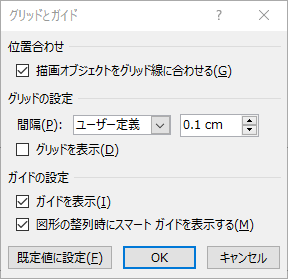 グリッドとガイド
位置合わせ
描画オブジェクトをグリッド線に合わせる(G)
グリッドの設定
間隔(P): ユーザー定義 0.1 cm
グリッドを表示(D)
ガイドの設定
ガイドを表示(I)
図形の整列時にスマート ガイドを表示する(M)
既定値に設定(F) OK キャンセル